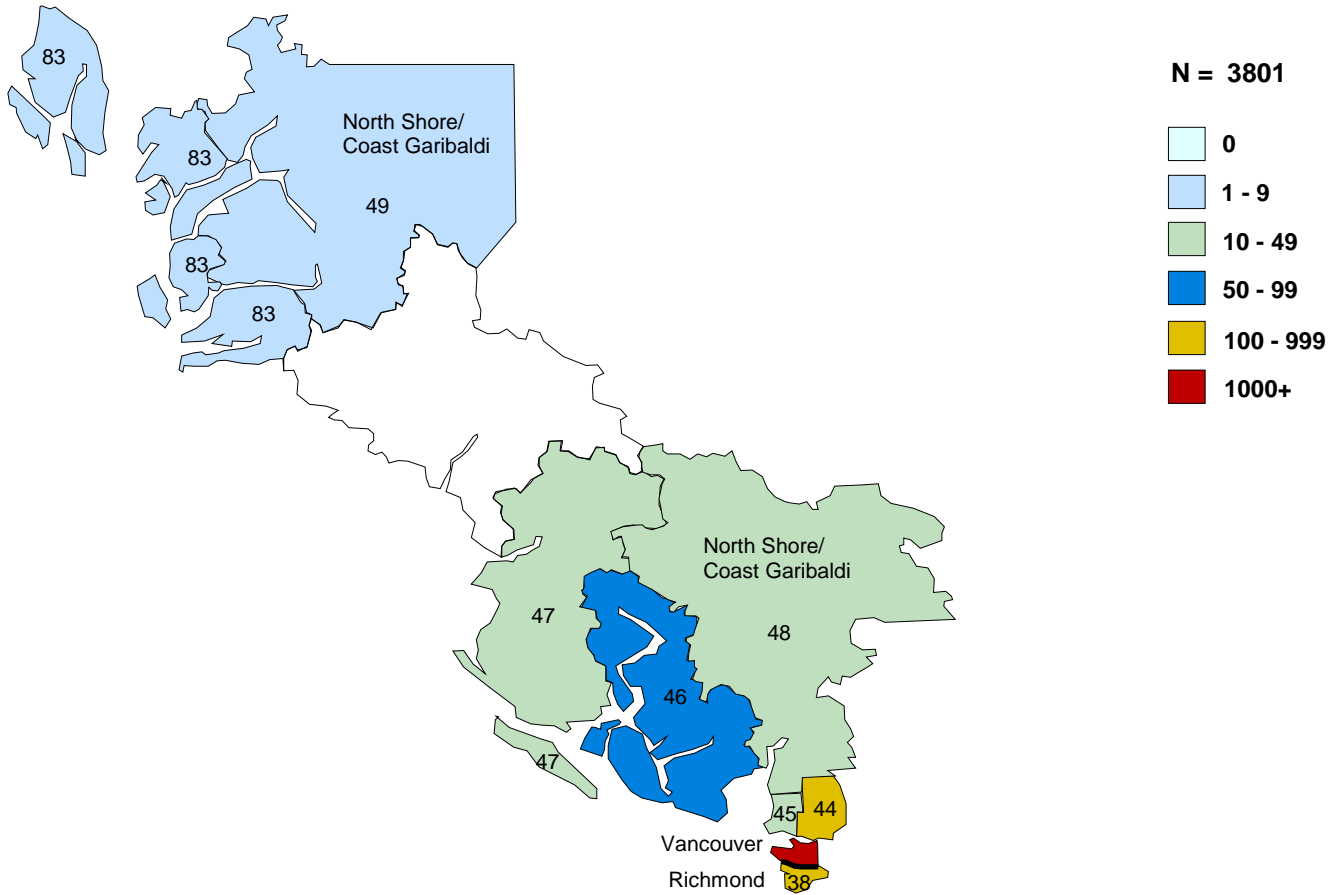 83
N = 3801
North Shore/
Coast Garibaldi
0
83
1 - 9
49
10 - 49
83
50 - 99
83
100 - 999
1000+
North Shore/
Coast Garibaldi
47
48
46
47
45
44
Vancouver
Richmond
38